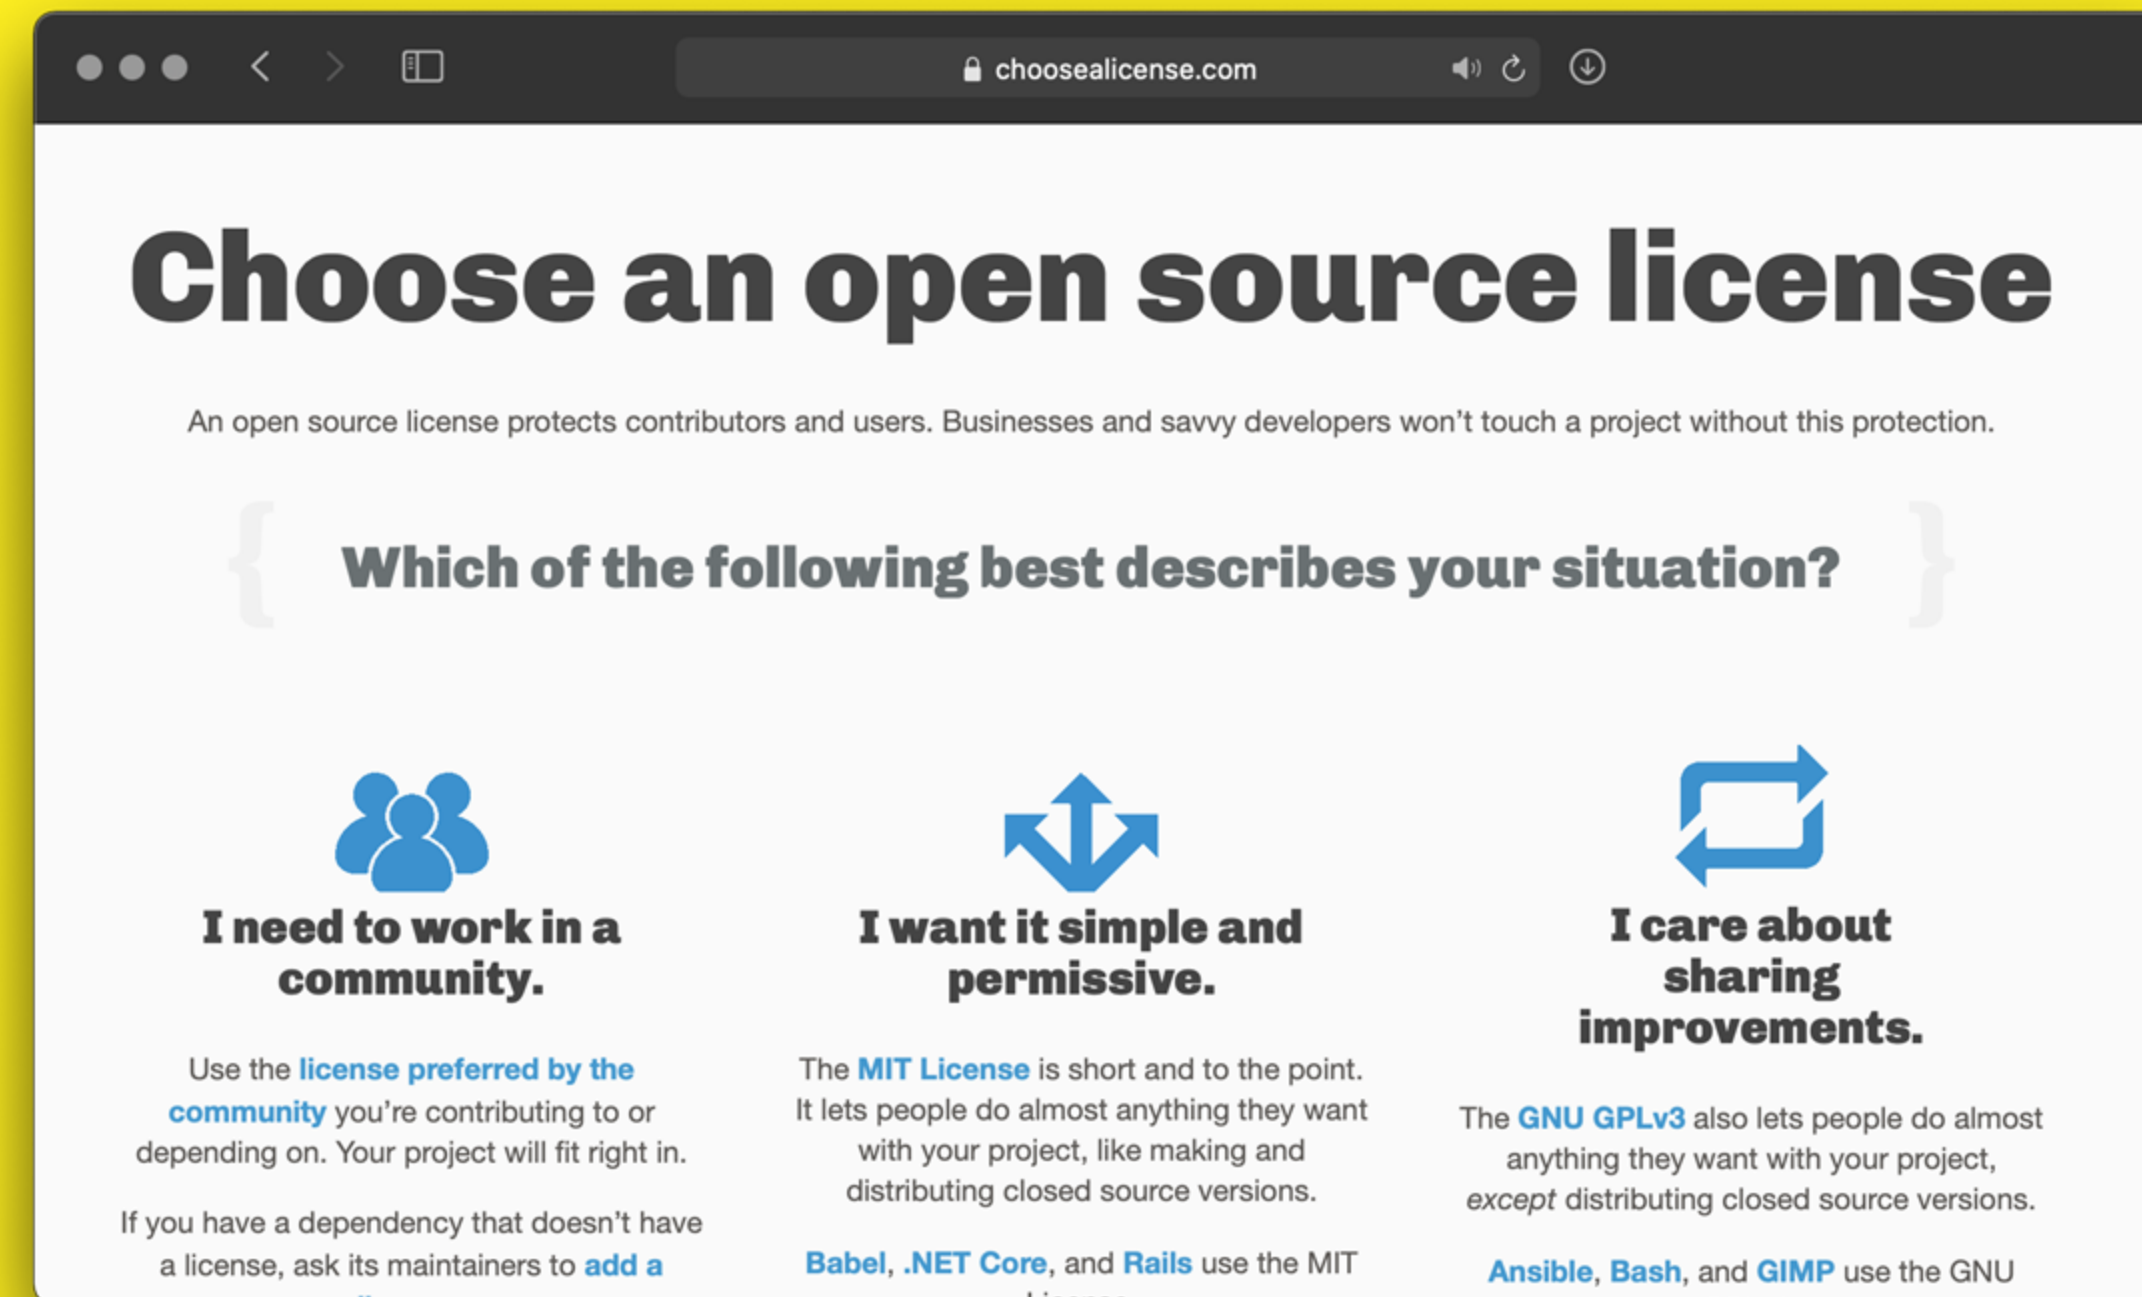 choosealicense.com
Choose an open source license
An open source license protects contributors and users. Businesses and savvy developers won't touch a project without this protection.
{ Which of the following best describes your situation? }
I need to work in a
community.
Use the license preferred by the
community you're contributing to or
depending on. Your project will fit right in.
If you have a dependency that doesn't have
a license, ask its maintainers to add a
I want it simple and
permissive.
The MIT License is short and to the point.
It lets people do almost anything they want
with your project, like making and
distributing closed source versions.
Babel, .NET Core, and Rails use the MIT
I care about
sharing
improvements.
The GNU GPLv3 also lets people do almost
anything they want with your project,
except distributing closed source versions.
Ansible, Bash, and GIMP use the GNU